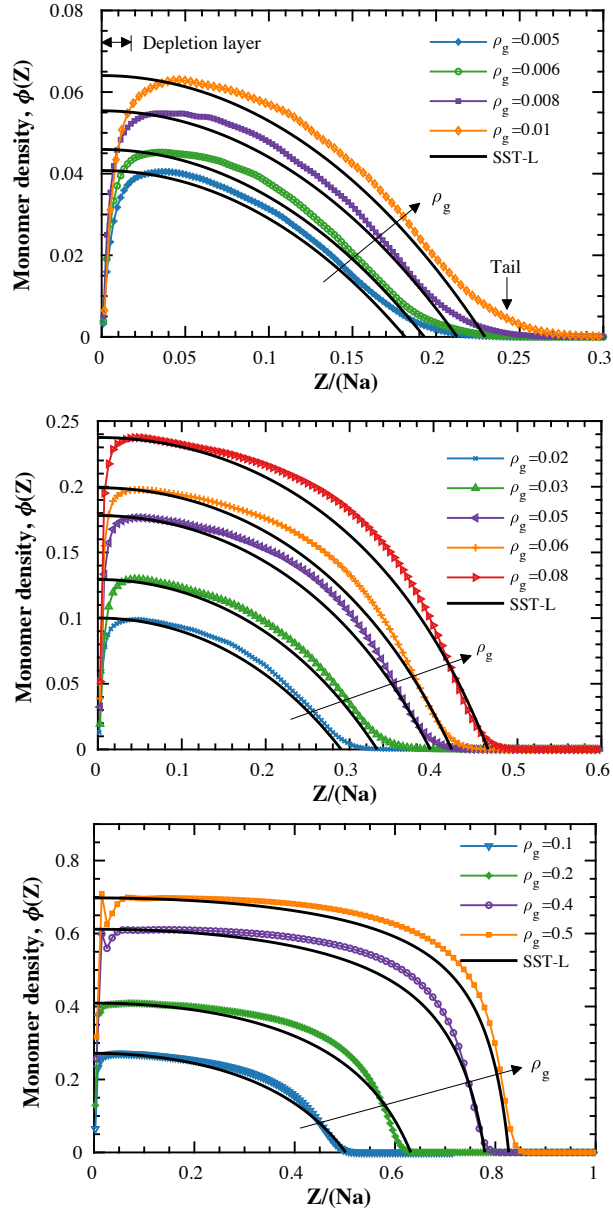 Depletion layer
ρg=0.005
ρg=0.006
ρg=0.008
ρg=0.01
SST-L
ρg
Tail
Monomer density, ϕ(Z)
0.06
0.04
0.02
0
0 0.05 0.1 0.15 0.2 0.25 0.3
Z/(Na)
ρg=0.02
ρg=0.03
ρg=0.05
ρg=0.06
ρg=0.08
SST-L
ρg
Monomer density, ϕ(Z)
0.25
0.2
0.15
0.1
0.05
0
0 0.1 0.2 0.3 0.4 0.5 0.6
Z/(Na)
ρg=0.1
ρg=0.2
ρg=0.4
ρg=0.5
SST-L
ρg
Monomer density, ϕ(Z)
0.8
0.6
0.4
0.2
0
0 0.2 0.4 0.6 0.8 1
Z/(Na)